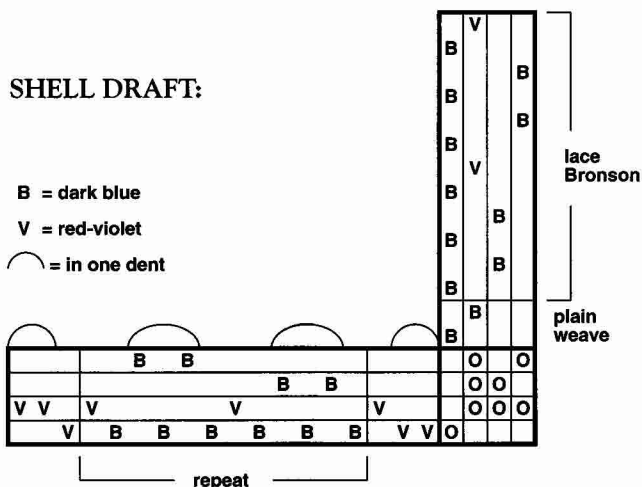 SHELL DRAFT:
B = dark blue
V = red-violet
= in one dent
V
B
B
B
B
B
V
B
B
B
B
B
B
B
lace
Bronson
plain
weave
B B O O
B B O O
V V V V V O O O
V B B B B B B V V O
repeat